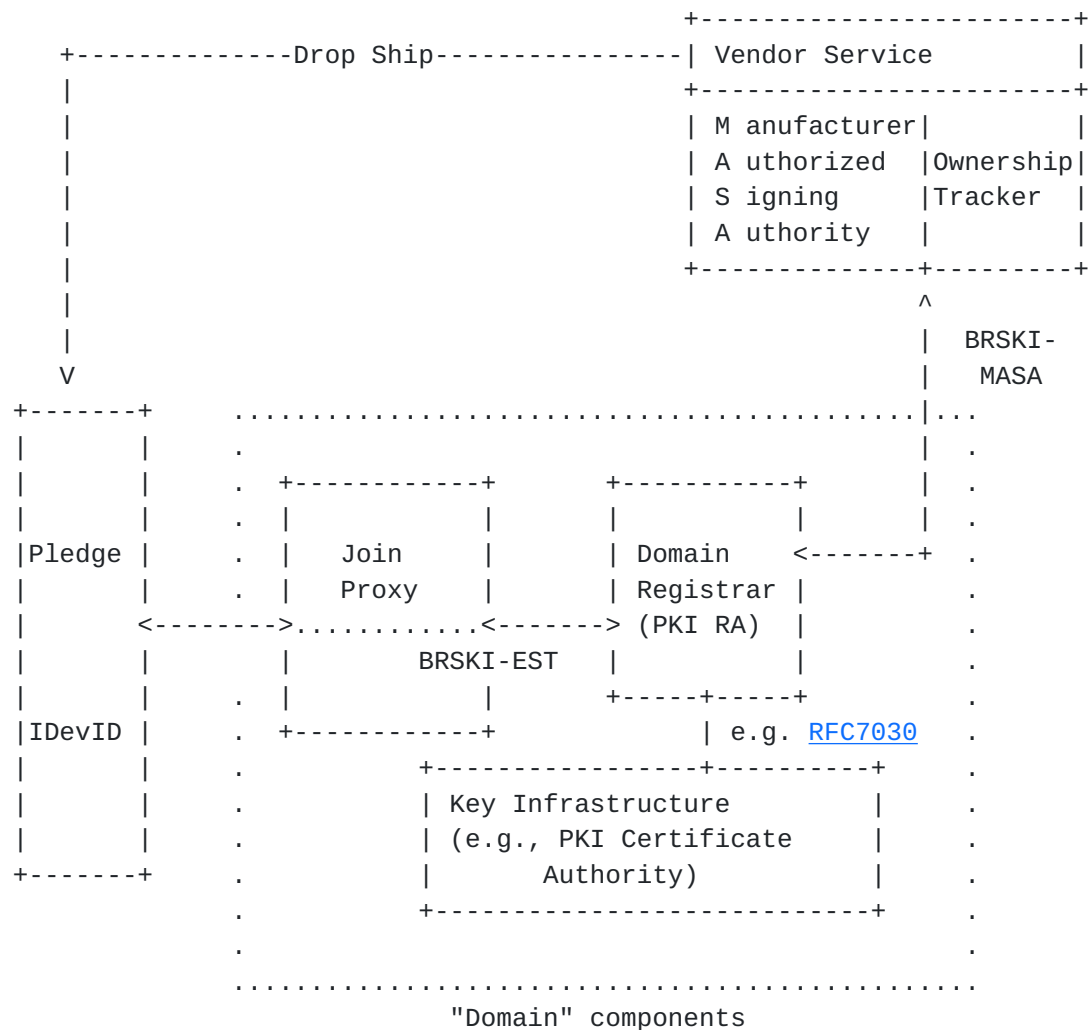 Drop Ship
Vendor Service
M anufacturer
A uthorized Ownership
S igning Tracker
A uthority
BRSKI-
V MASA
Pledge Join Domain
Proxy Registrar
(PKI RA)
BRSKI-EST
IDevID e.g. RFC7030
Key Infrastructure
(e.g., PKI Certificate
Authority)
"Domain" components